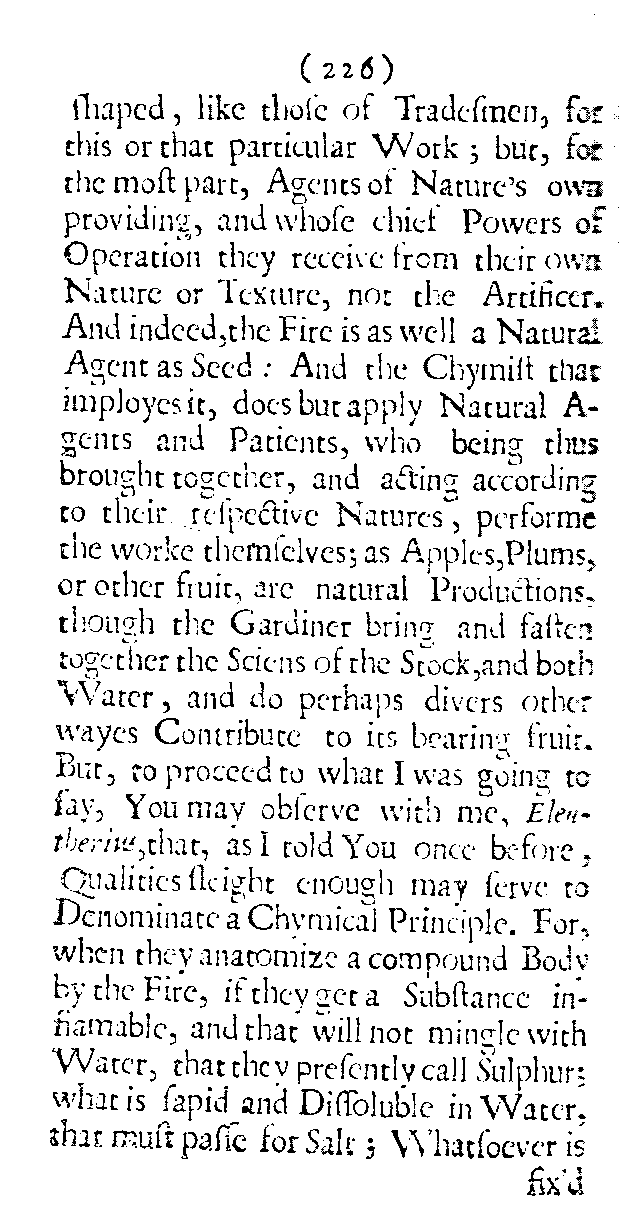 (226)
ſhaped, like thoſe of Tradeſmen, for
this or that particular Work; but, for
the moſt part, Agents of Nature's own
providing, and whoſe chief Powers of
Operation they receive from their own
Nature or Texture, not the Artificer.
And indeed, the Fire is as well a Natural
Agent as Seed: And the Chymiſt that
imployes it, does but apply Natural A-
gents and Patients, who being thus
brought together, and acting according
to their reſpective Natures, performe
the worke themſelves; as Apples, Plums,
or other fruit, are natural Productions,
though the Gardiner bring and faſten
together the Sciens of the Stock, and both
Water, and do perhaps divers other
wayes Contribute to its bearing fruit.
But, to proceed to what I was going to
ſay, You may obſerve with me, Eleu-
therius, that, as I told You once before,
Qualities ſleight enough may ſerve to
Denominate a Chymical Principle. For,
when they anatomize a compound Body
by the Fire, if they get a Subſtance in-
flamable, and that will not mingle with
Water, that they preſently call Sulphur;
what is ſapid and Diſſoluble in Water,
that muſt paſſe for Salt; Whatſoever is
fix'd